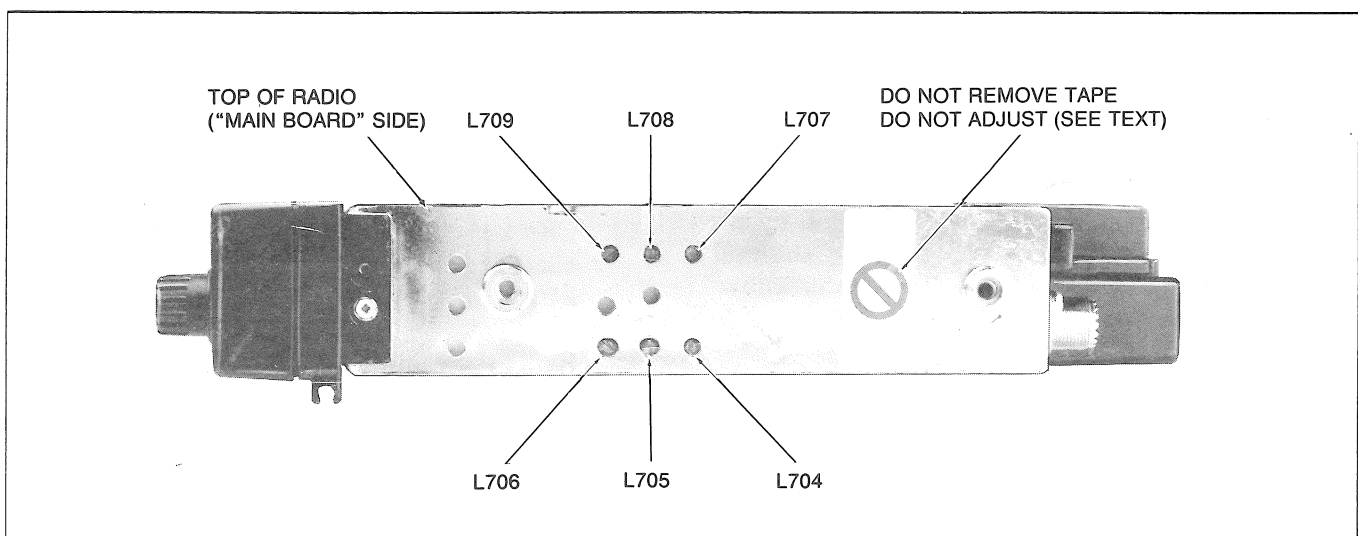 TOP OF RADIO
("MAIN BOARD" SIDE)
L709
L708
L707
DO NOT REMOVE TAPE
DO NOT ADJUST (SEE TEXT)
L706
L705
L704